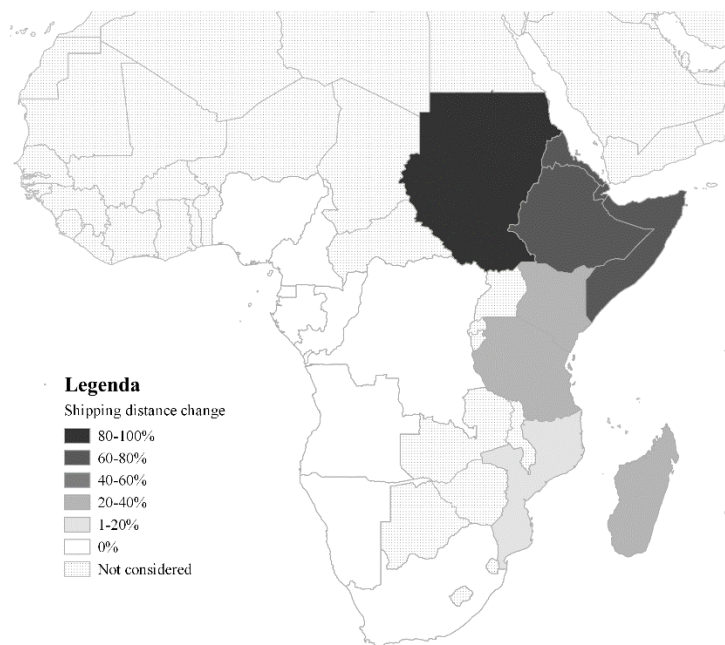 Legenda
Shipping distance change
80-100%
60-80%
40-60%
20-40%
1-20%
0%
Not considered